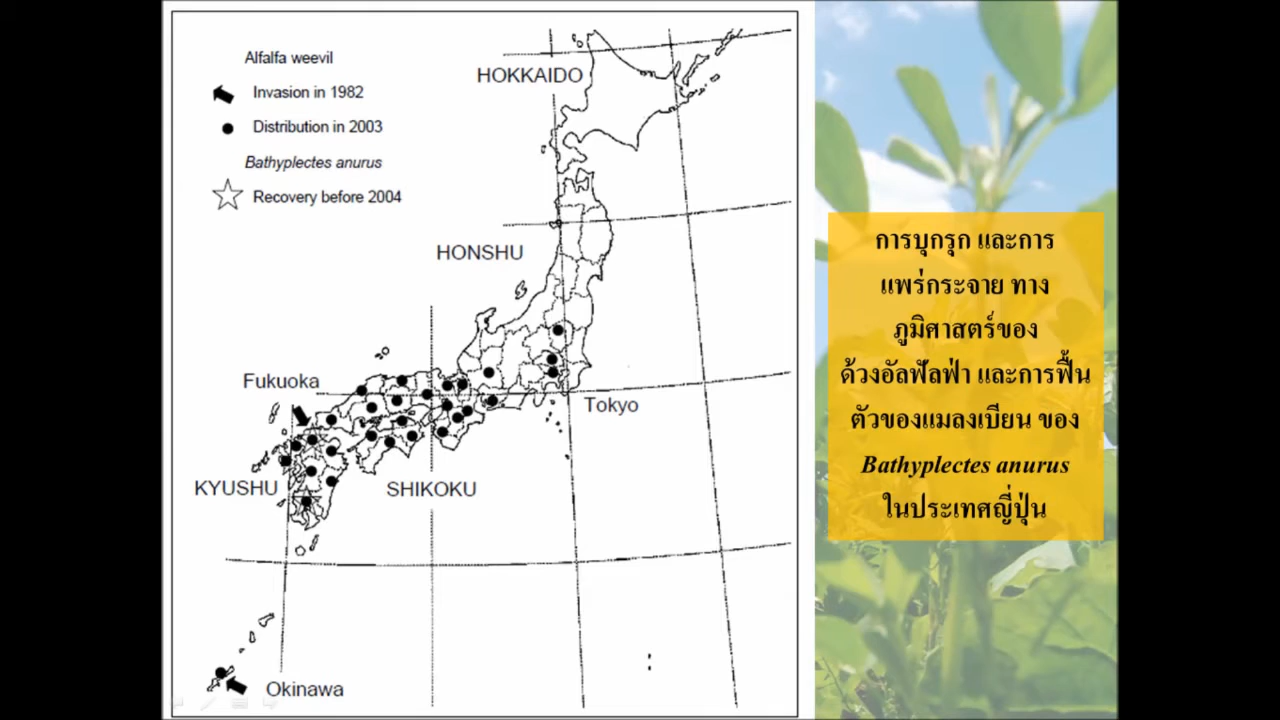 Alfalfa weevil
Invasion in 1982
Distribution in 2003
Bathyplectes anurus
Recovery before 2004
HOKKAIDO
HONSHU
Fukuoka
Tokyo
KYUSHU
SHIKOKU
Okinawa
การบุกรุก และการ
แพร่กระจาย ทาง
ภูมิศาสตร์ของ
ด้วงอัลฟัลฟ่า และการฟื้น
ตัวของแมลงเบียน ของ
Bathyplectes anurus
ในประเทศญี่ปุ่น